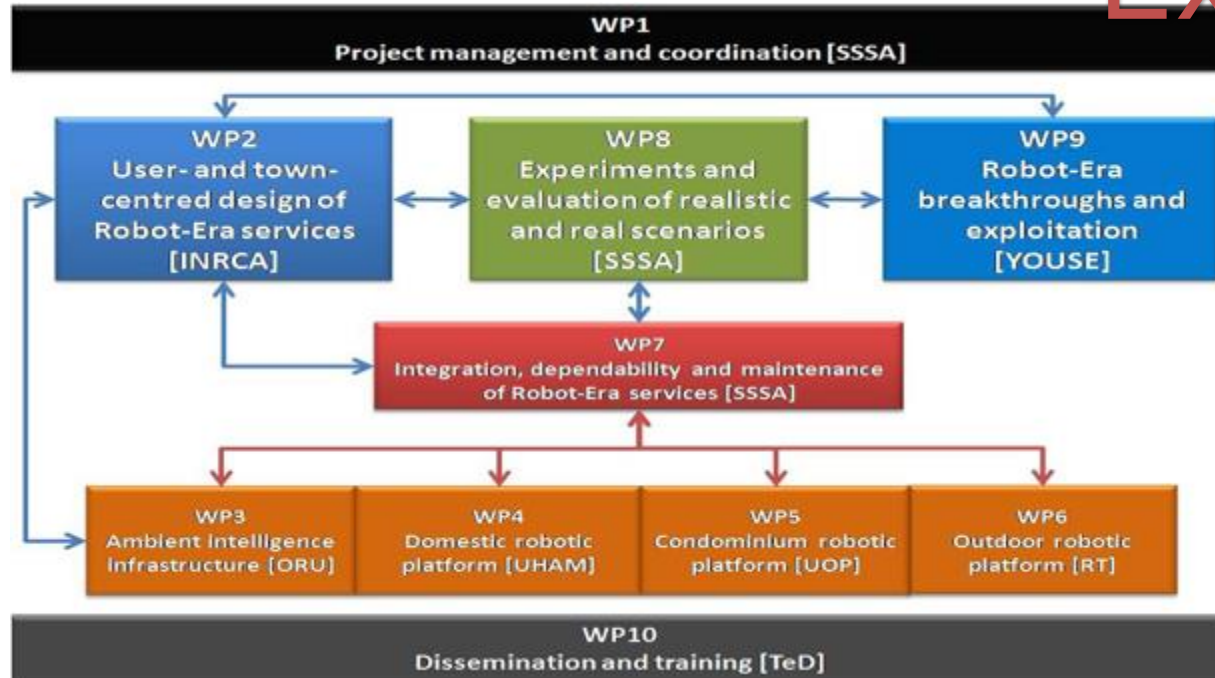 WP1
Project management and coordination [SSSA]
WP2
User- and town-
centred design of
Robot-Era services
[INRCA]
WP8
Experiments and
evaluation of realistic
and real scenarios
[SSSA]
WP9
Robot-Era
breakthroughs and
exploitation
[YOUSE]
WP7
Integration, dependability and maintenance
of Robot-Era services [SSSA]
WP3
Ambient intelligence
infrastructure [ORU]
WP4
Domestic robotic
platform [UHAM]
WP5
Condominium robotic
platform [UOP]
WP6
Outdoor robotic
platform [RT]
WP10
Dissemination and training [TeD]